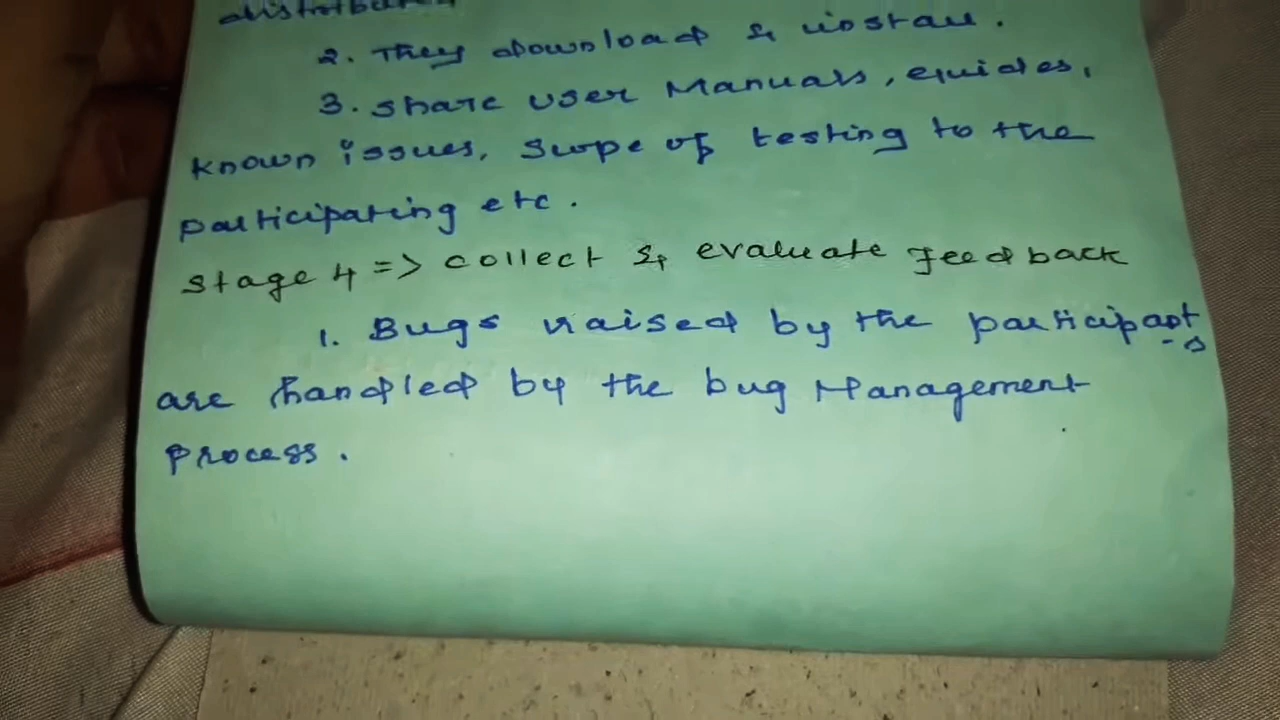 2. They download & install.
3. share user Manuals, guides,
known issues, scope of testing to the
participating etc.
stage 4 => collect & evaluate feedback
1. Bugs raised by the participant
-s
are handled by the bug Management
process.